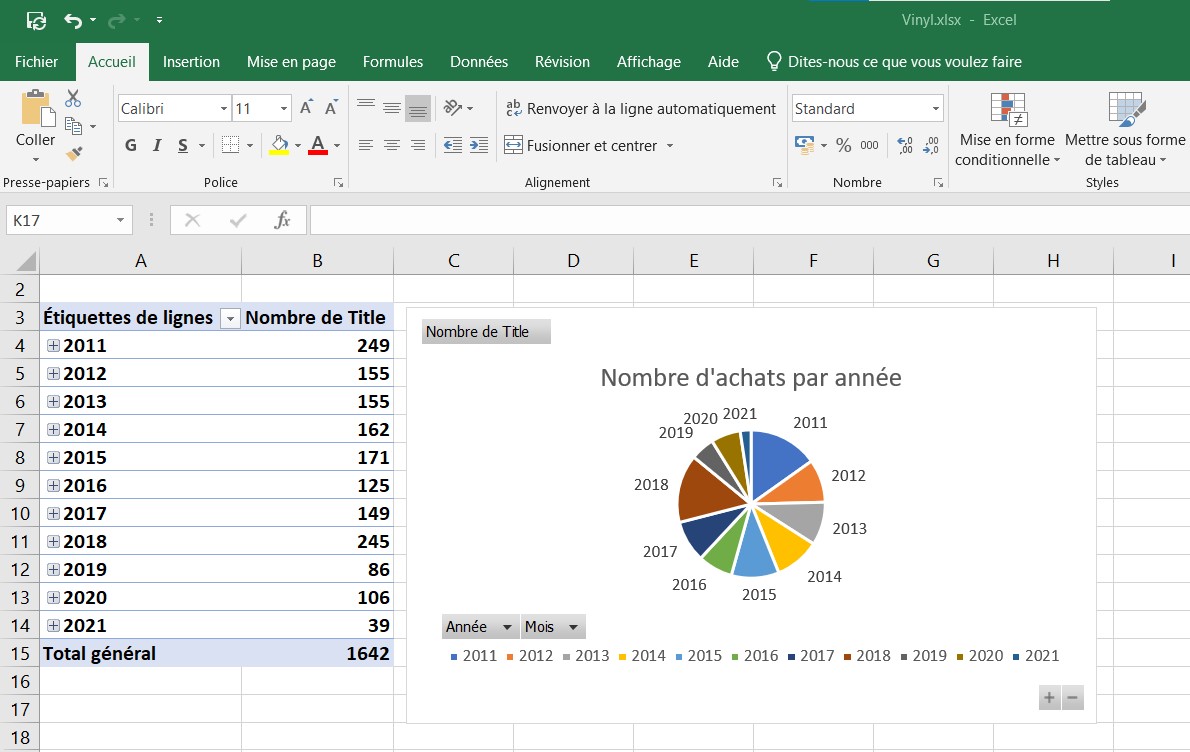 Vinyl.xlsx - Excel
Fichier Accueil Insertion Mise en page Formules Données Révision Affichage Aide Dites-nous ce que vous voulez faire
Coller
Calibri 11 A A
G I S A
ab Renvoyer à la ligne automatiquement
Fusionner et centrer
Standard
% 000 ,00 ,00
Mise en forme
conditionnelle
Mettre sous forme
de tableau
Presse-papiers Police Alignement Nombre Styles
K17 fx
A B C D E F G H I
2
3 Étiquettes de lignes Nombre de Title
4 2011 249
5 2012 155
6 2013 155
7 2014 162
8 2015 171
9 2016 125
10 2017 149
11 2018 245
12 2019 86
13 2020 106
14 2021 39
15 Total général 1642
16
17
18
Nombre de Title
Nombre d'achats par année
2011
2012
2013
2014
2015
2016
2017
2018
2019
2020
2021
Année Mois
2011 2012 2013 2014 2015 2016 2017 2018 2019 2020 2021
+ −